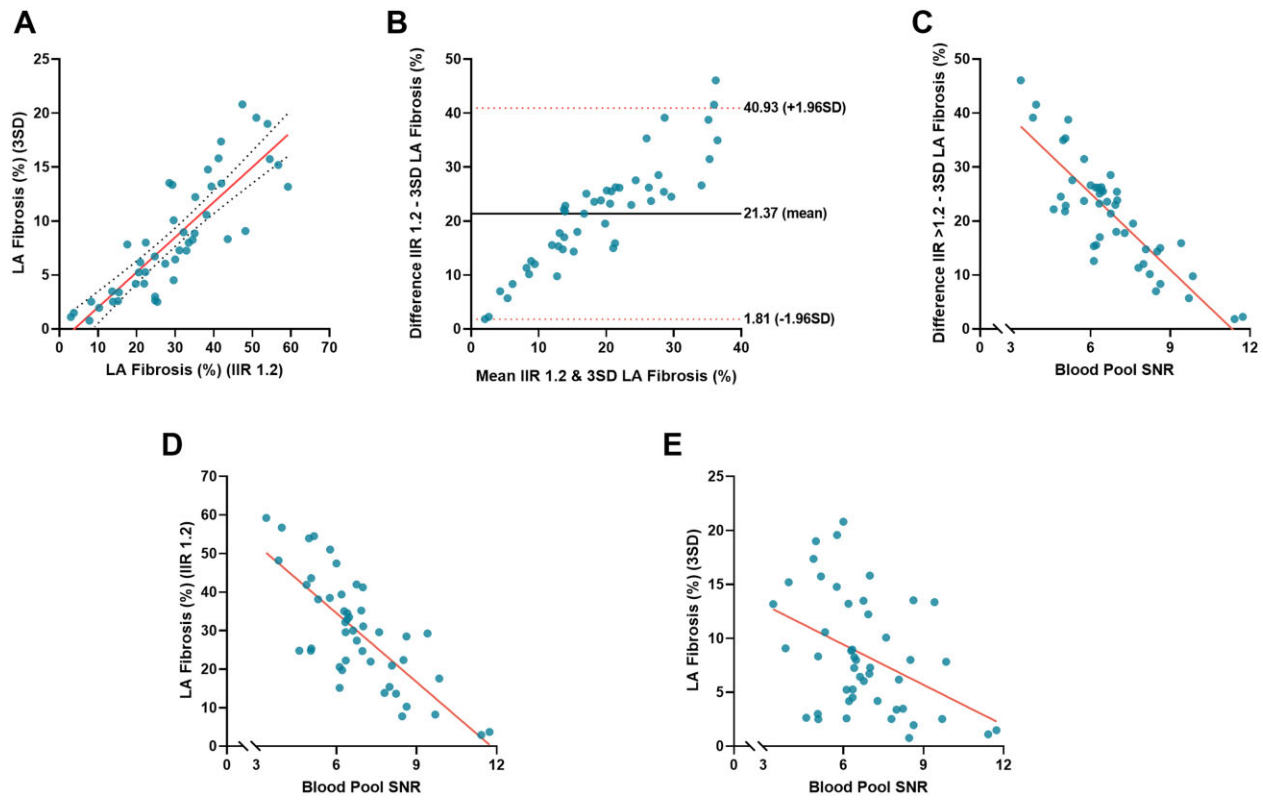 A
LA Fibrosis (%) (3SD)
25
20
15
10
5
0
0 10 20 30 40 50 60 70
LA Fibrosis (%) (IIR 1.2)
B
Difference IIR 1.2 - 3SD LA Fibrosis (%)
50
40
30
20
10
0
40.93 (+1.96SD)
21.37 (mean)
1.81 (-1.96SD)
0 10 20 30 40
Mean IIR 1.2 & 3SD LA Fibrosis (%)
C
Difference IIR >1.2 - 3SD LA Fibrosis (%)
50
40
30
20
10
0
0 3 6 9 12
Blood Pool SNR
D
LA Fibrosis (%) (IIR 1.2)
70
60
50
40
30
20
10
0
0 3 6 9 12
Blood Pool SNR
E
LA Fibrosis (%) (3SD)
25
20
15
10
5
0
0 3 6 9 12
Blood Pool SNR